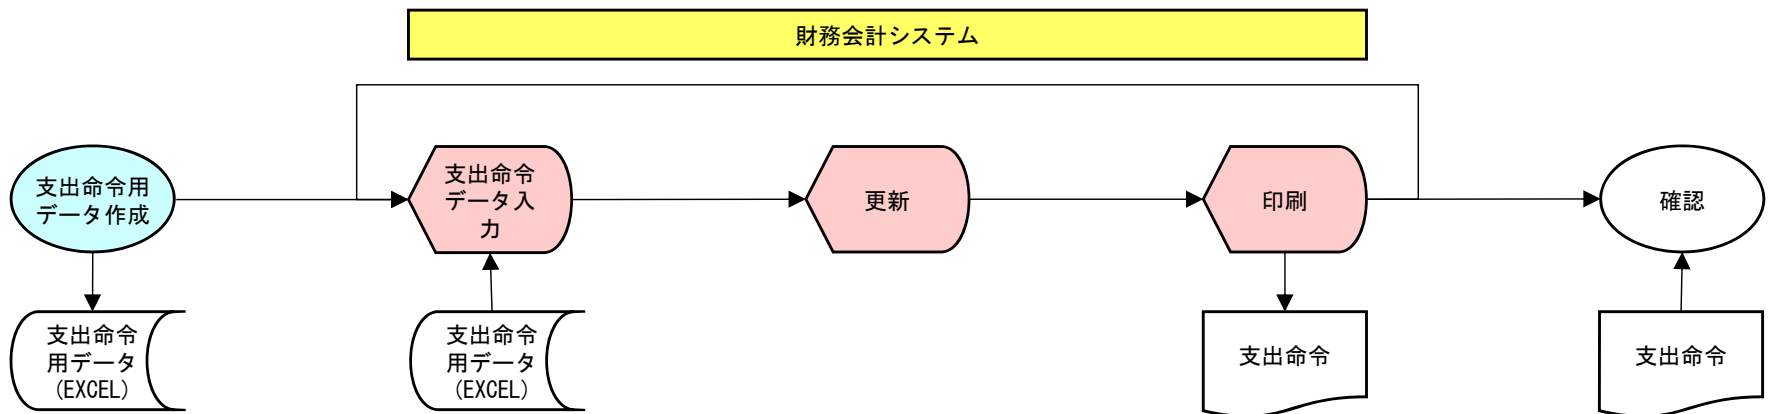 財務会計システム
支出命令用
データ作成
支出命令
データ入
力
更新
印刷
確認
支出命令
用データ
(EXCEL)
支出命令
用データ
(EXCEL)
支出命令
支出命令